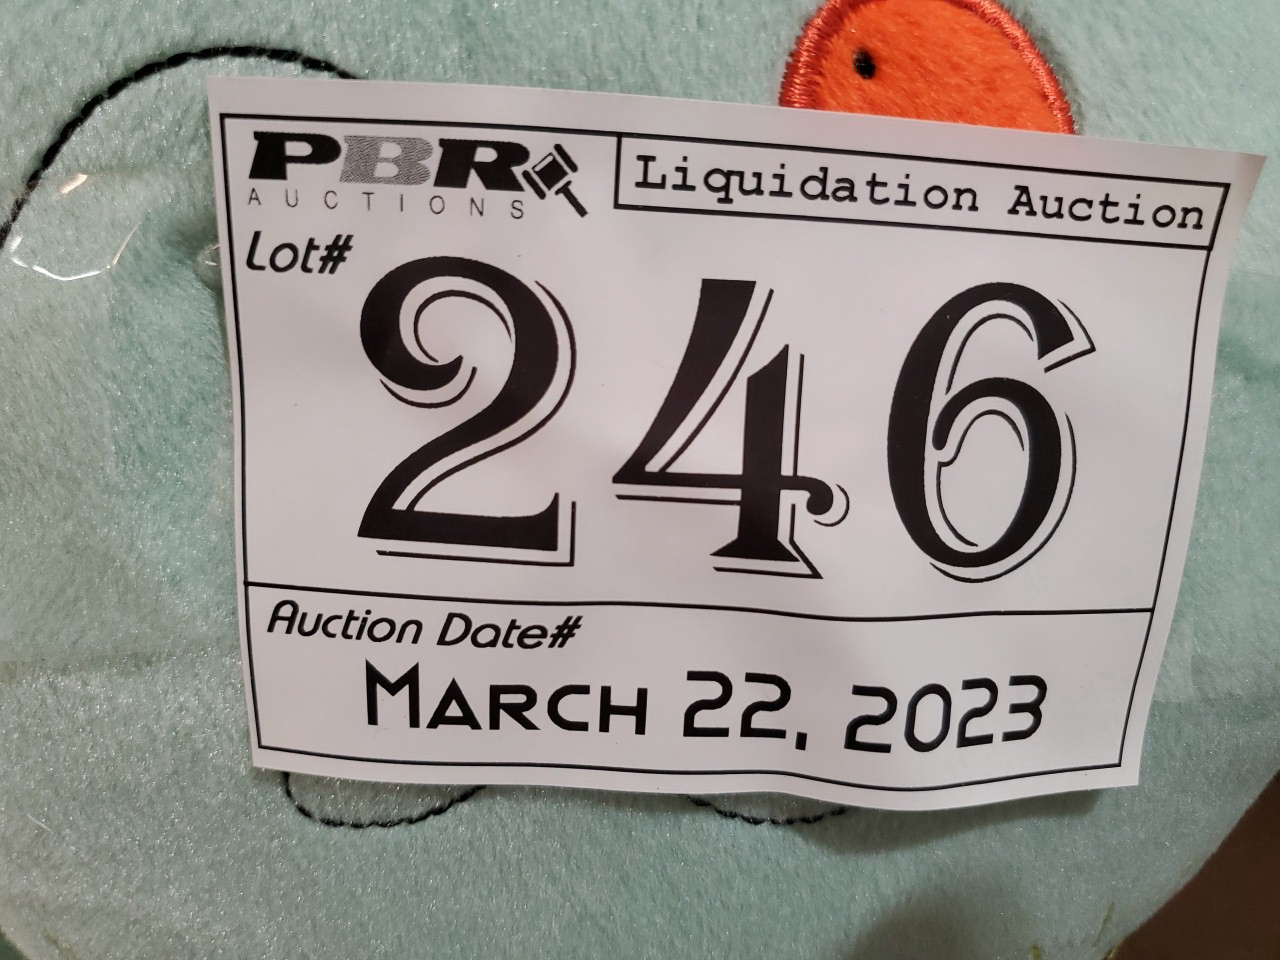 PBR
AUCTIONS
Liquidation Auction
Lot#
246
Auction Date#
March 22, 2023